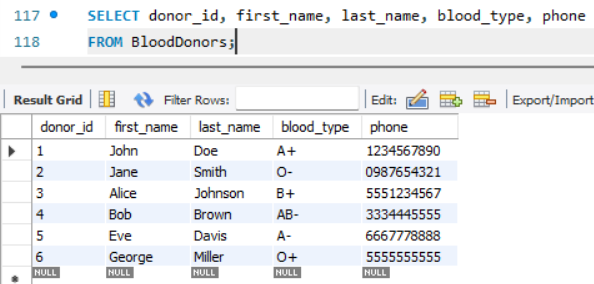 117 SELECT donor_id, first_name, last_name, blood_type, phone
118 FROM BloodDonors;
Result Grid Filter Rows: Edit: Export/Import
donor_id first_name last_name blood_type phone
1 John Doe A+ 1234567890
2 Jane Smith O- 0987654321
3 Alice Johnson B+ 5551234567
4 Bob Brown AB- 3334445555
5 Eve Davis A- 6667778888
6 George Miller O+ 5555555555
NULL NULL NULL NULL NULL